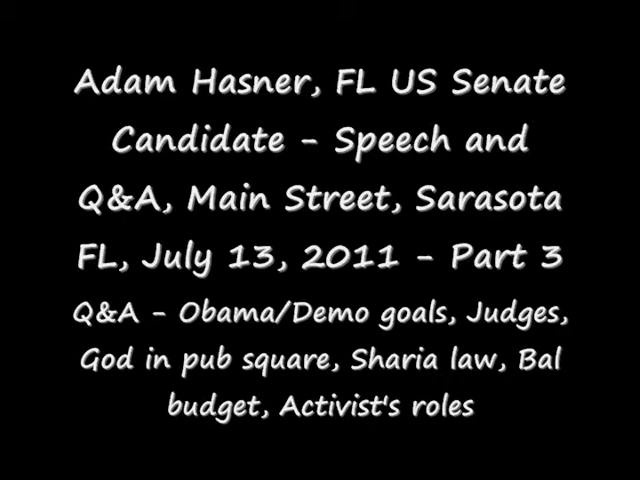 Adam Hasner, FL US Senate
Candidate - Speech and
Q&A, Main Street, Sarasota
FL, July 13, 2011 - Part 3
Q&A - Obama/Demo goals, Judges,
God in pub square, Sharia law, Bal
budget, Activist's roles